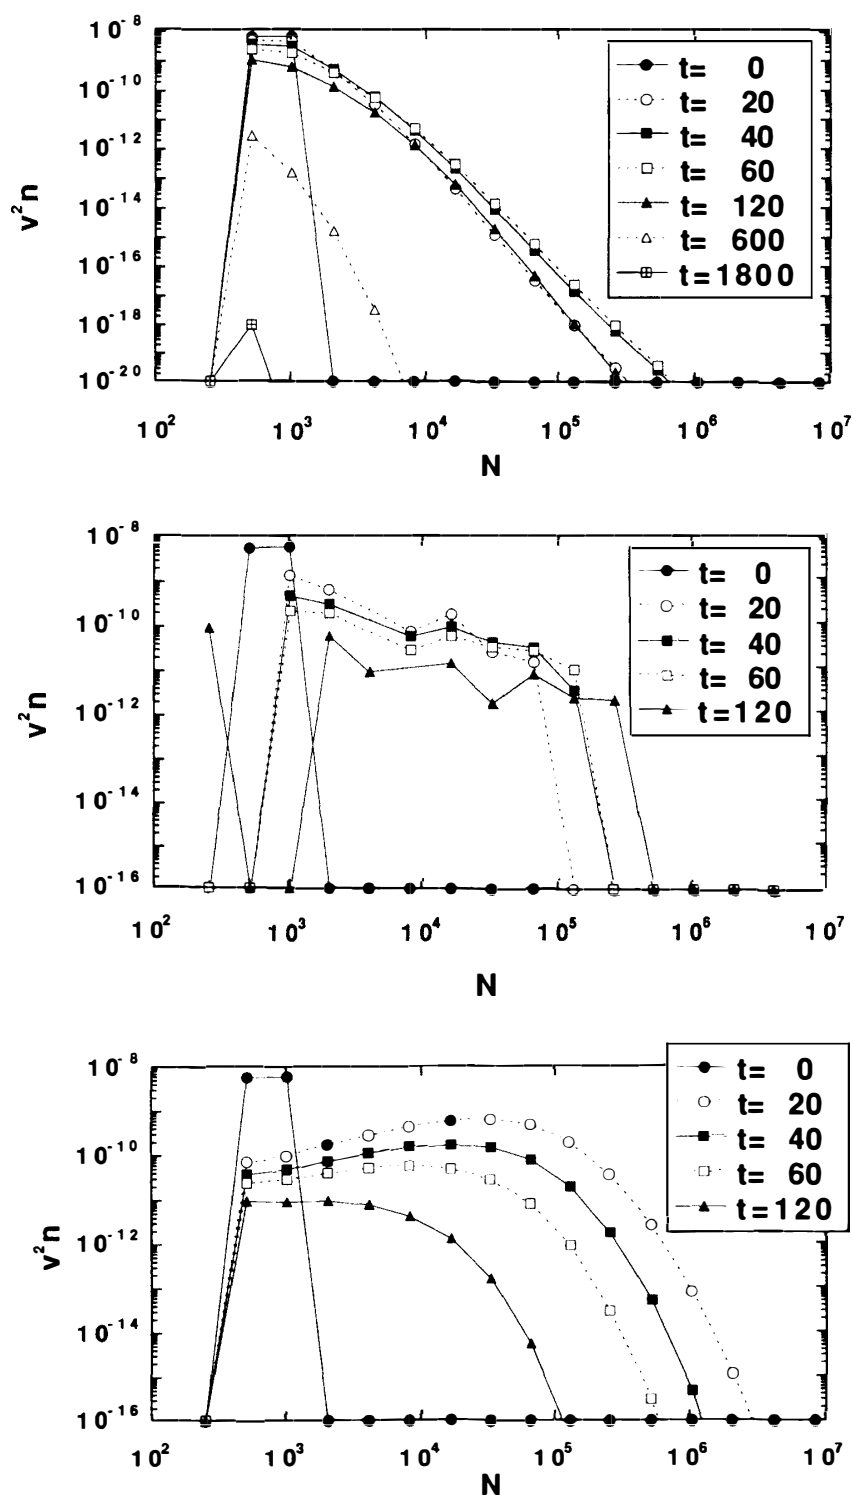 10⁻⁸
10⁻¹⁰
10⁻¹²
10⁻¹⁴
10⁻¹⁶
10⁻¹⁸
10⁻²⁰
v²n
t= 0
t= 20
t= 40
t= 60
t= 120
t= 600
t=1800
10² 10³ 10⁴ 10⁵ 10⁶ 10⁷
N
10⁻⁸
10⁻¹⁰
10⁻¹²
10⁻¹⁴
10⁻¹⁶
v²n
t= 0
t= 20
t= 40
t= 60
t=120
10² 10³ 10⁴ 10⁵ 10⁶ 10⁷
N
10⁻⁸
10⁻¹⁰
10⁻¹²
10⁻¹⁴
10⁻¹⁶
v²n
t= 0
t= 20
t= 40
t= 60
t=120
10² 10³ 10⁴ 10⁵ 10⁶ 10⁷
N